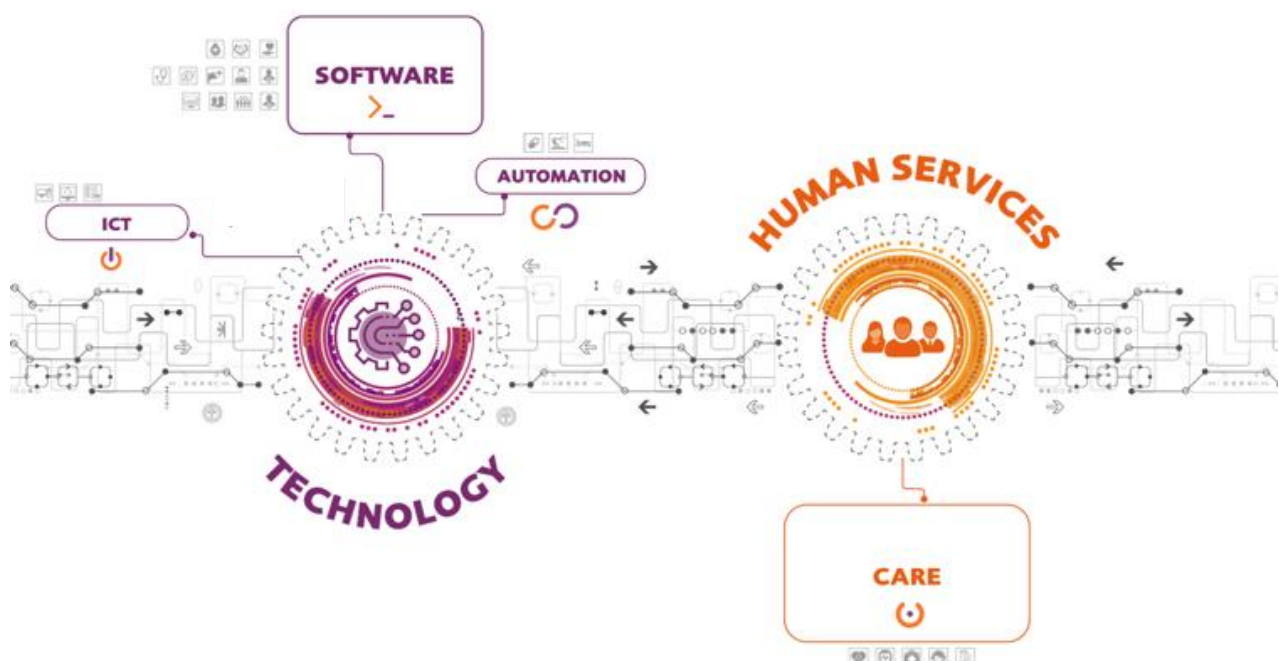 SOFTWARE
AUTOMATION
ICT
HUMAN SERVICES
TECHNOLOGY
CARE